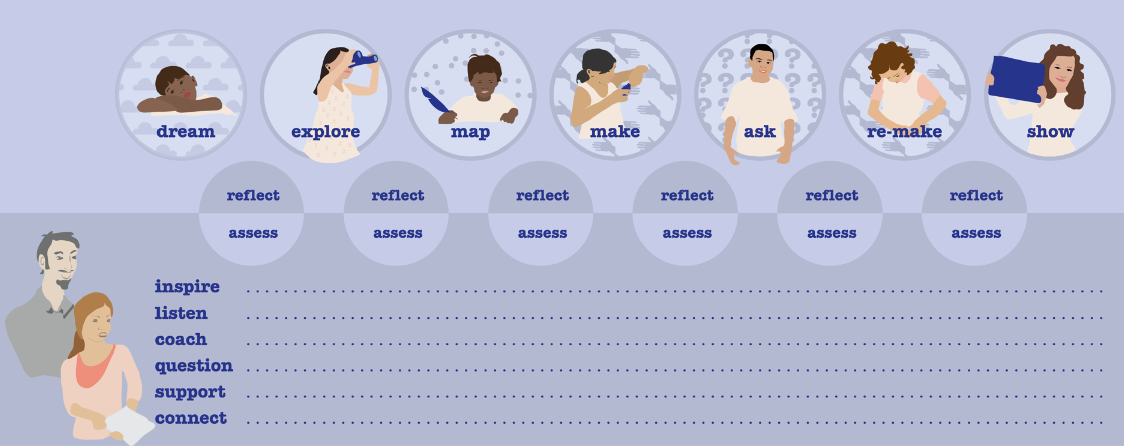 dream explore map make ask re-make show
reflect reflect reflect reflect reflect reflect
assess assess assess assess assess assess
inspire
listen
coach
question
support
connect